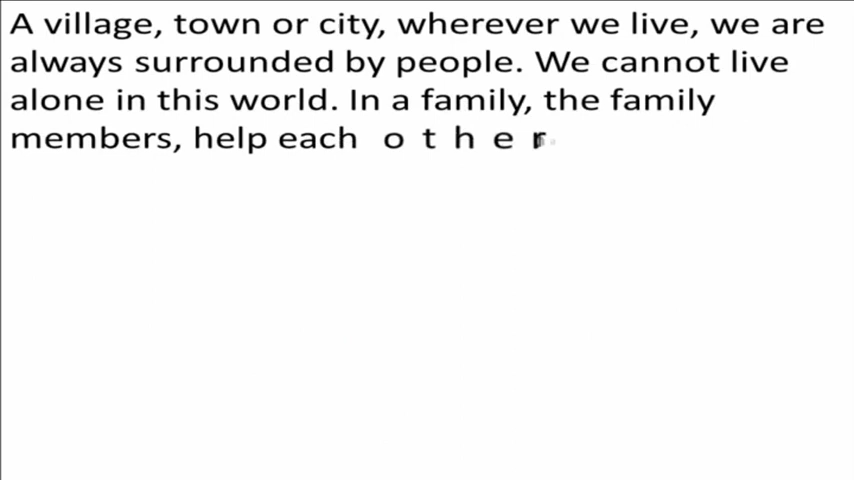 A village, town or city, wherever we live, we are
always surrounded by people. We cannot live
alone in this world. In a family, the family
members, help each other.